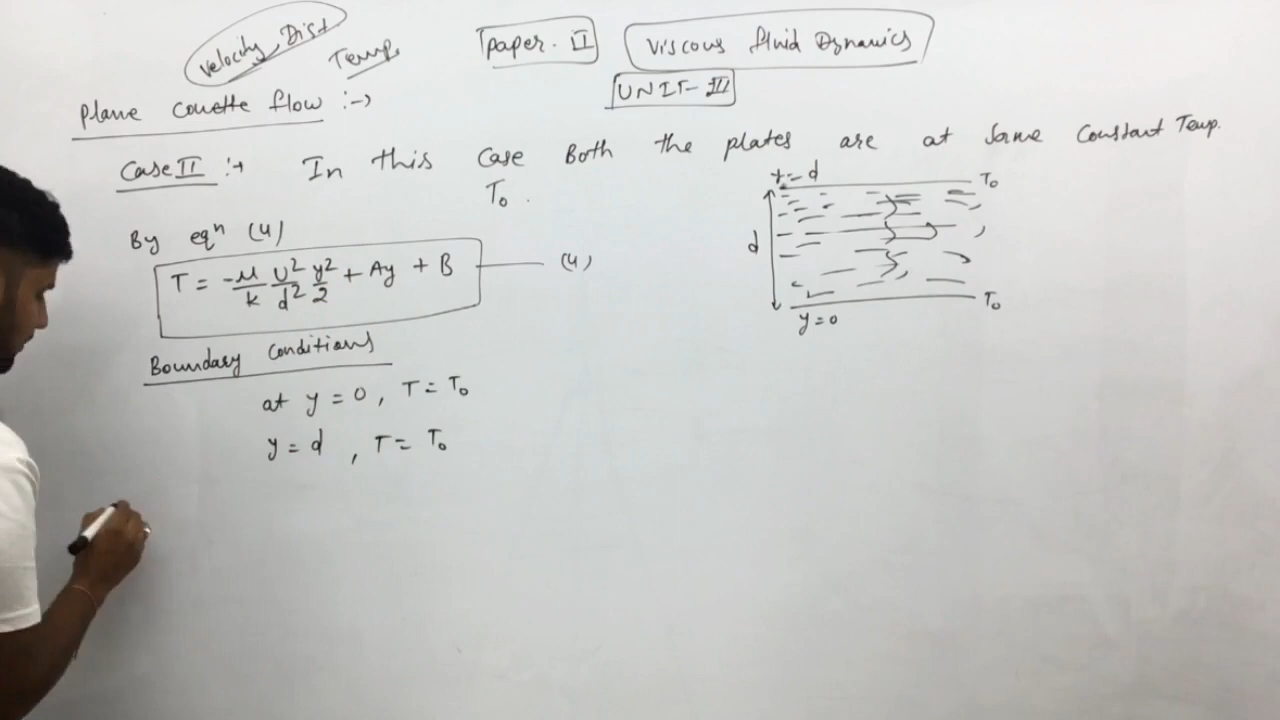 Velocity, Dist
Temp
paper. II
Viscous fluid Dynamics
UNIT- III
Plane couette flow :->
Case II :-> In this Case Both the plates are at Same Constant Temp.
T₀.
By eqⁿ (4)
T = -μ/k U²/d² y²/2 + Ay + B —— (4)
Boundary Conditions
at y = 0, T = T₀
y = d, T = T₀
y = d T₀
d
y = 0 T₀